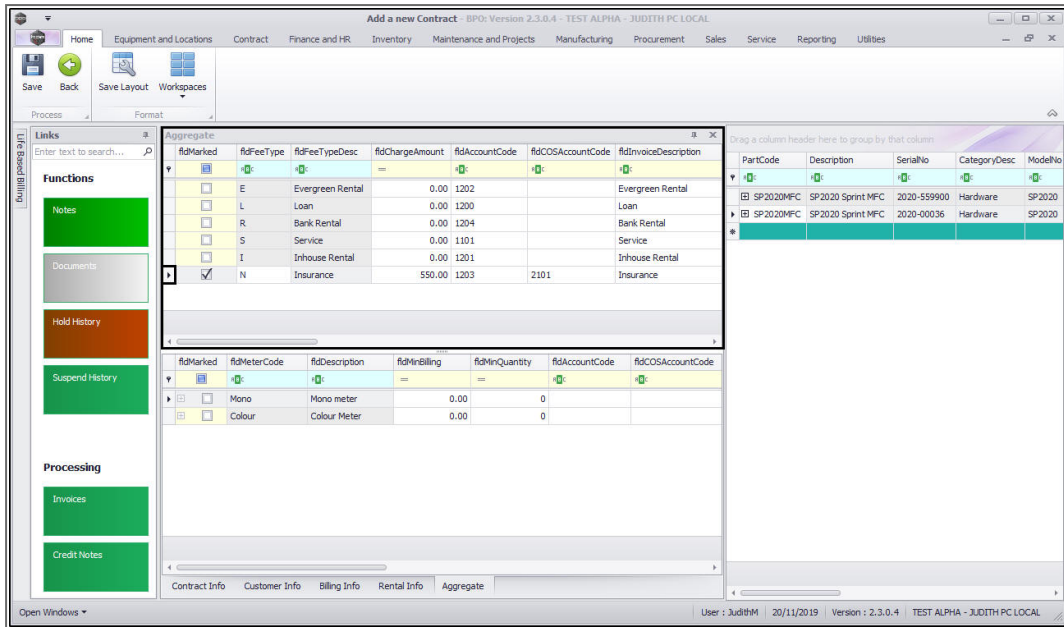 Add a new Contract - BPO: Version 2.3.0.4 - TEST ALPHA - JUDITH PC LOCAL
Home Equipment and Locations Contract Finance and HR Inventory Maintenance and Projects Manufacturing Procurement Sales Service Reporting Utilities
Save Back Save Layout Workspaces
Process Format
Life Based Billing
Links
Enter text to search...
Functions
Notes
Documents
Hold History
Suspend History
Processing
Invoices
Credit Notes
Aggregate
fldMarked fldFeeType fldFeeTypeDesc fldChargeAmount fldAccountCode fldCOSAccountCode fldInvoiceDescription
=
E Evergreen Rental 0.00 1202 Evergreen Rental
L Loan 0.00 1200 Loan
R Bank Rental 0.00 1204 Bank Rental
S Service 0.00 1101 Service
I Inhouse Rental 0.00 1201 Inhouse Rental
N Insurance 550.00 1203 2101 Insurance
fldMarked fldMeterCode fldDescription fldMinBilling fldMinQuantity fldAccountCode fldCOSAccountCode
= =
Mono Mono meter 0.00 0
Colour Colour Meter 0.00 0
Contract Info Customer Info Billing Info Rental Info Aggregate
Drag a column header here to group by that column
PartCode Description SerialNo CategoryDesc ModelNo
SP2020MFC SP2020 Sprint MFC 2020-559900 Hardware SP2020
SP2020MFC SP2020 Sprint MFC 2020-00036 Hardware SP2020
Open Windows User : JudithM 20/11/2019 Version : 2.3.0.4 TEST ALPHA - JUDITH PC LOCAL